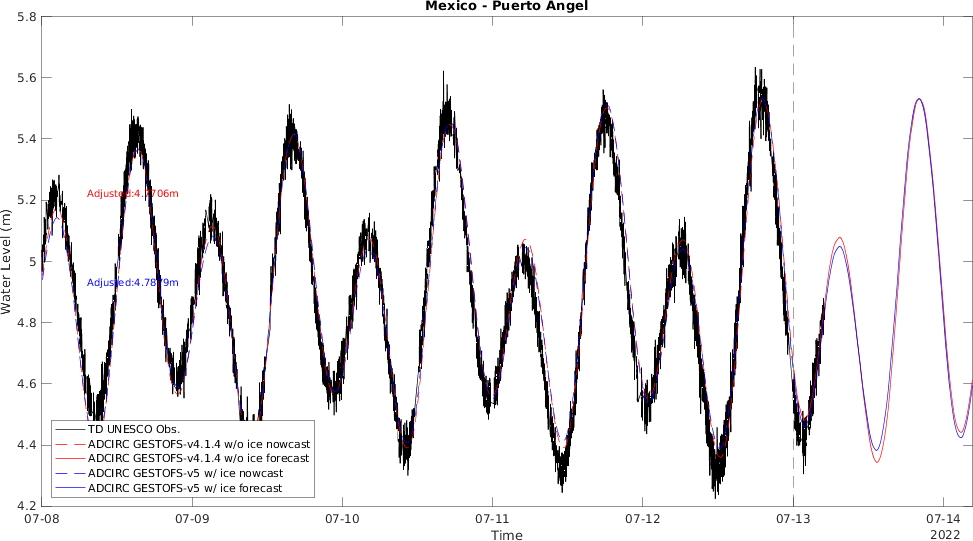 Mexico - Puerto Angel
5.8
5.6
5.4
5.2
5
4.8
4.6
4.4
4.2
Water Level (m)
Adjusted:4.7706m
Adjusted:4.7879m
TD UNESCO Obs.
ADCIRC GESTOFS-v4.1.4 w/o ice nowcast
ADCIRC GESTOFS-v4.1.4 w/o ice forecast
ADCIRC GESTOFS-v5 w/ ice nowcast
ADCIRC GESTOFS-v5 w/ ice forecast
07-08
07-09
07-10
07-11
07-12
07-13
07-14
Time
2022